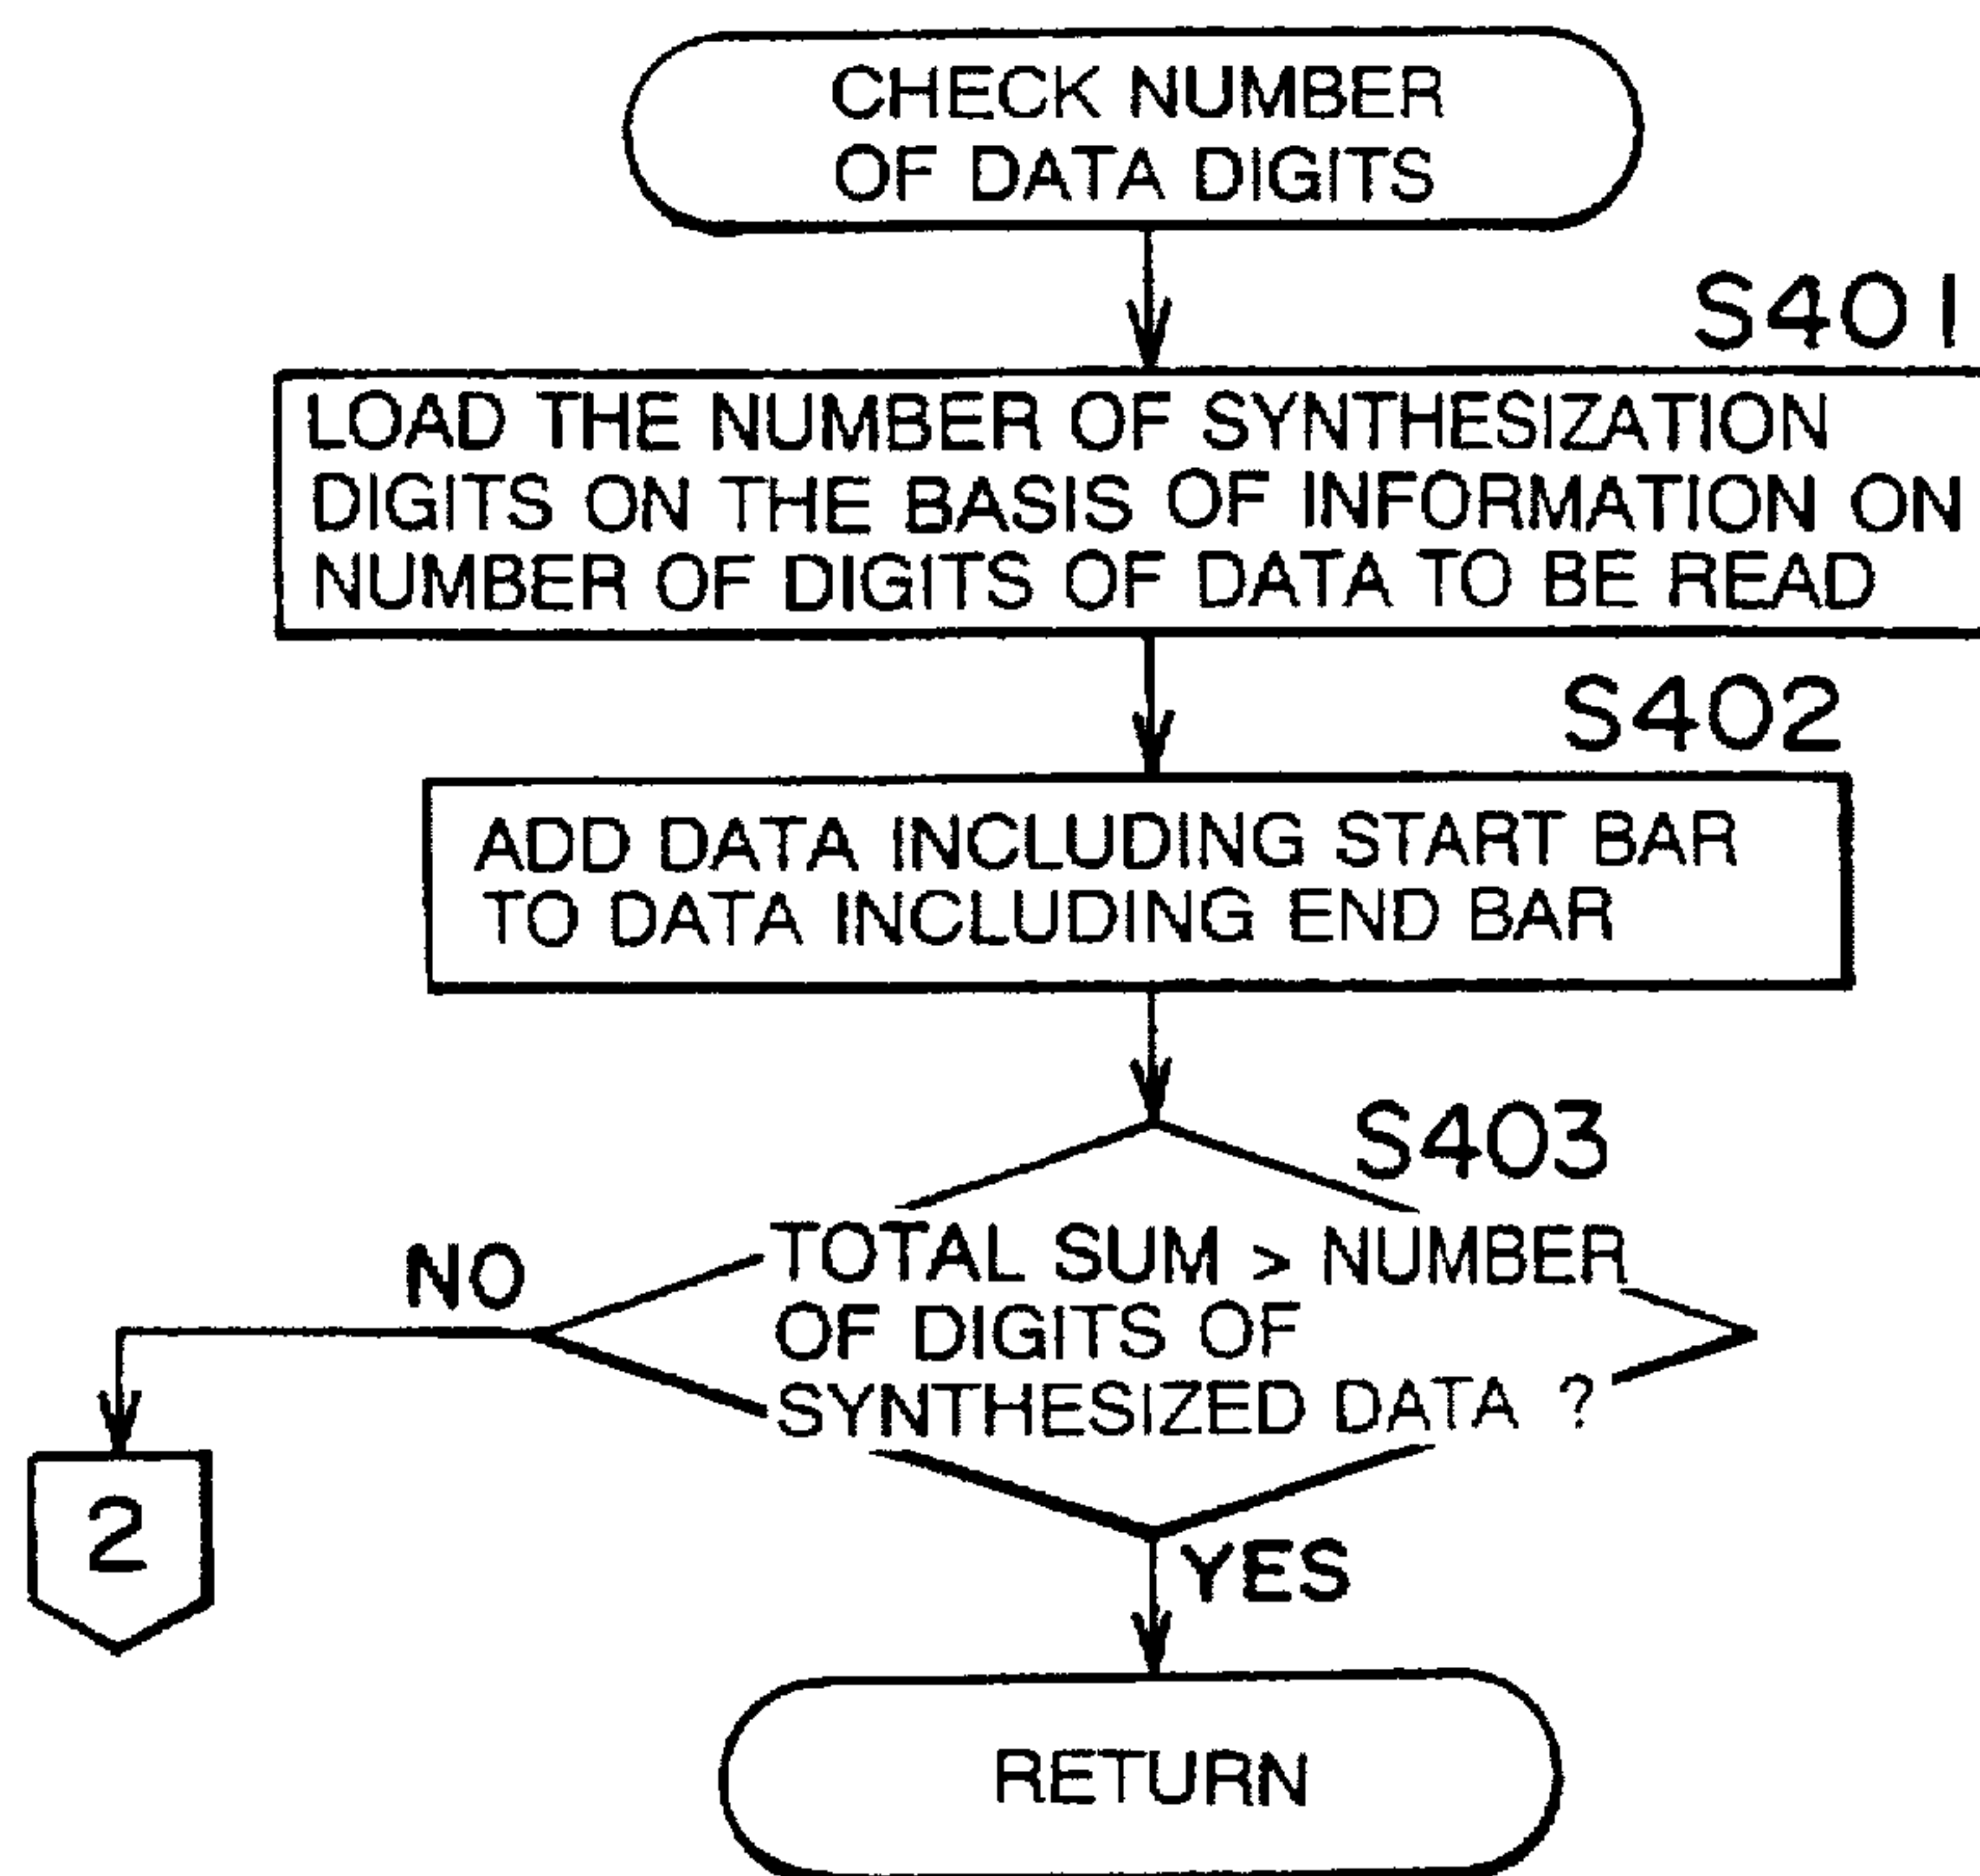 CHECK NUMBER
OF DATA DIGITS
S401
LOAD THE NUMBER OF SYNTHESIZATION
DIGITS ON THE BASIS OF INFORMATION ON
NUMBER OF DIGITS OF DATA TO BE READ
S402
ADD DATA INCLUDING START BAR
TO DATA INCLUDING END BAR
S403
NO
TOTAL SUM > NUMBER
OF DIGITS OF
SYNTHESIZED DATA ?
2
YES
RETURN